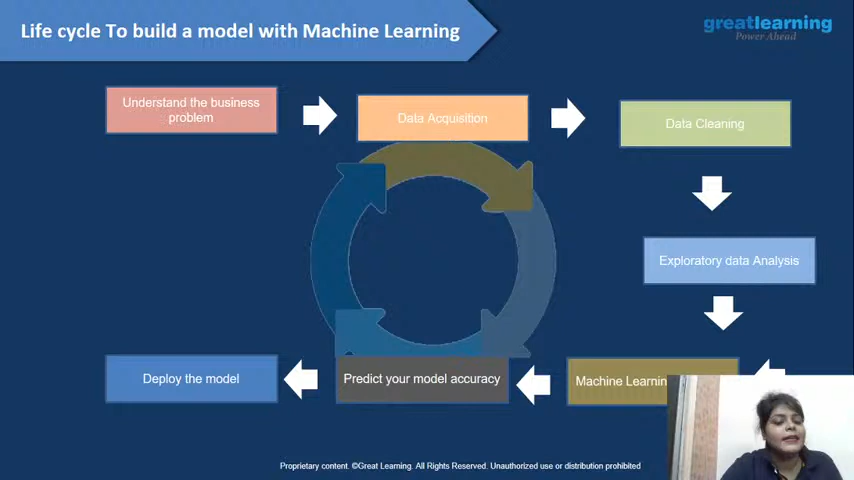 Life cycle To build a model with Machine Learning
greatlearning
Power Ahead
Understand the business
problem
Data Acquisition
Data Cleaning
Exploratory data Analysis
Deploy the model
Predict your model accuracy
Machine
Proprietary content. ©Great Learning. All Rights Reserved. Unauthorized use or distribution prohibited